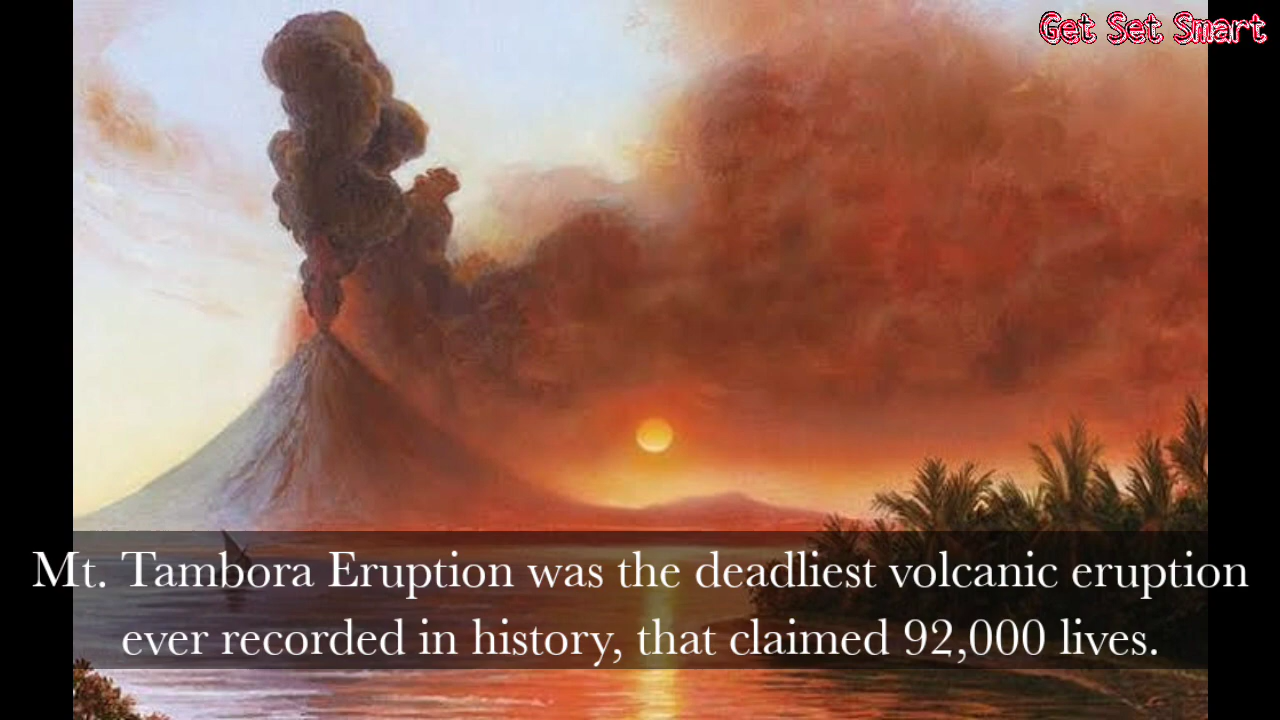 Get Set Smart
Mt. Tambora Eruption was the deadliest volcanic eruption
ever recorded in history, that claimed 92,000 lives.